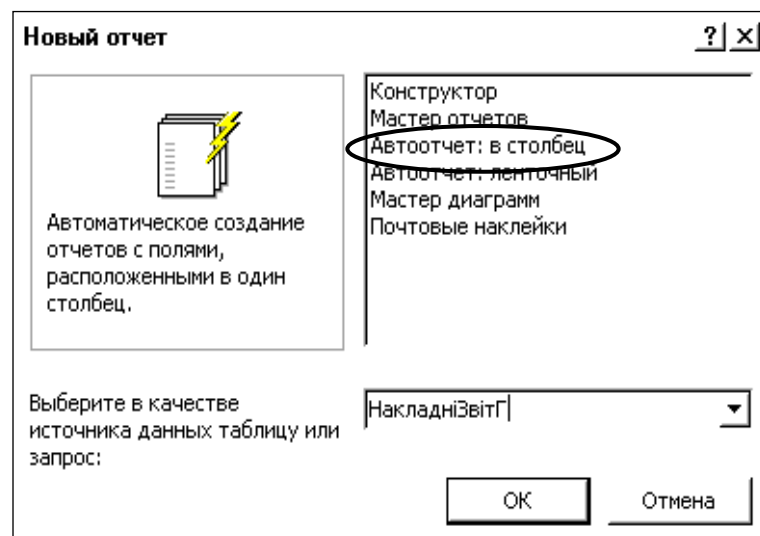 Новый отчет
Конструктор
Мастер отчетов
Автоотчет: в столбец
Автоотчет: ленточный
Мастер диаграмм
Почтовые наклейки
Автоматическое создание
отчетов с полями,
расположенными в один
столбец.
Выберите в качестве
источника данных таблицу или
запрос:
НакладніЗвітГ
ОК
Отмена